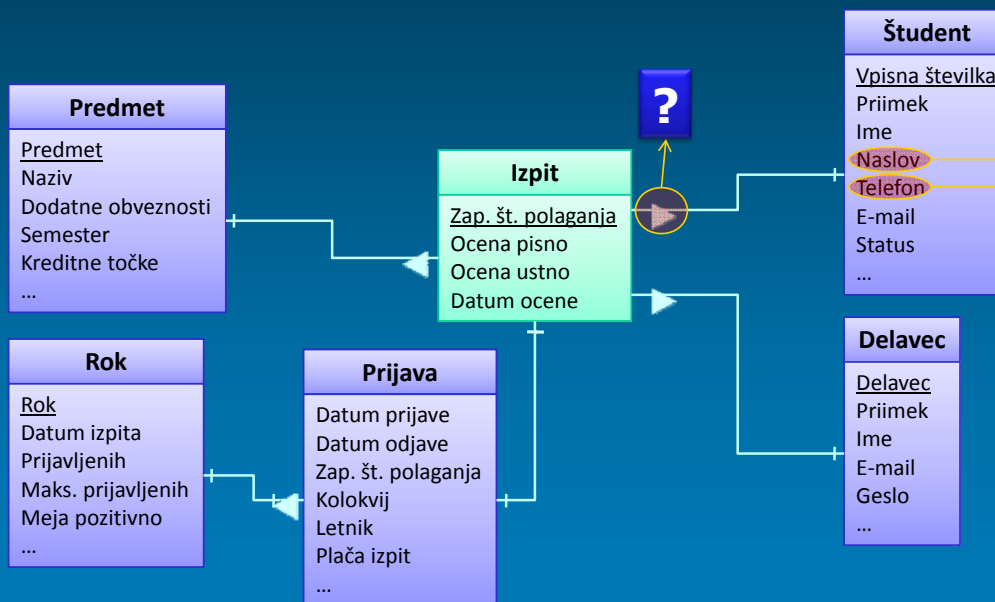 Predmet
Predmet
Naziv
Dodatne obveznosti
Semester
Kreditne točke
...
?
Izpit
Zap. št. polaganja
Ocena pisno
Ocena ustno
Datum ocene
Študent
Vpisna številka
Priimek
Ime
Naslov
Telefon
E-mail
Status
...
Rok
Rok
Datum izpita
Prijavljenih
Maks. prijavljenih
Meja pozitivno
...
Prijava
Datum prijave
Datum odjave
Zap. št. polaganja
Kolokvij
Letnik
Plača izpit
...
Delavec
Delavec
Priimek
Ime
E-mail
Geslo
...